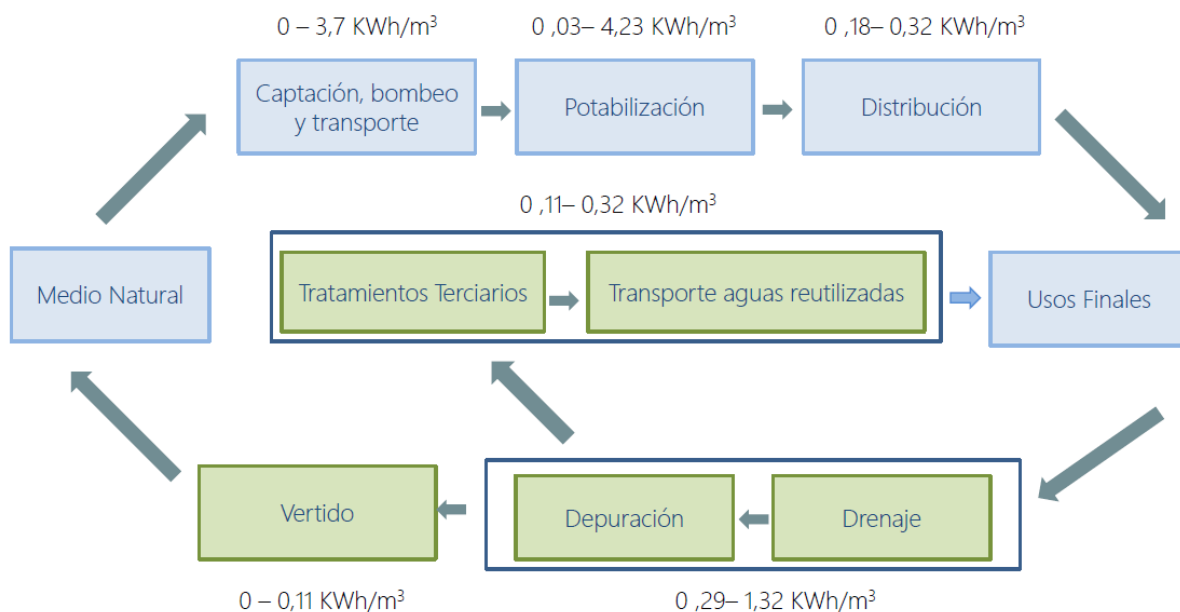 0 – 3,7 KWh/m³
0 ,03– 4,23 KWh/m³
0 ,18– 0,32 KWh/m³
Captación, bombeo
y transporte
Potabilización
Distribución
0 ,11– 0,32 KWh/m³
Medio Natural
Tratamientos Terciarios
Transporte aguas reutilizadas
Usos Finales
Vertido
Depuración
Drenaje
0 – 0,11 KWh/m³
0 ,29– 1,32 KWh/m³